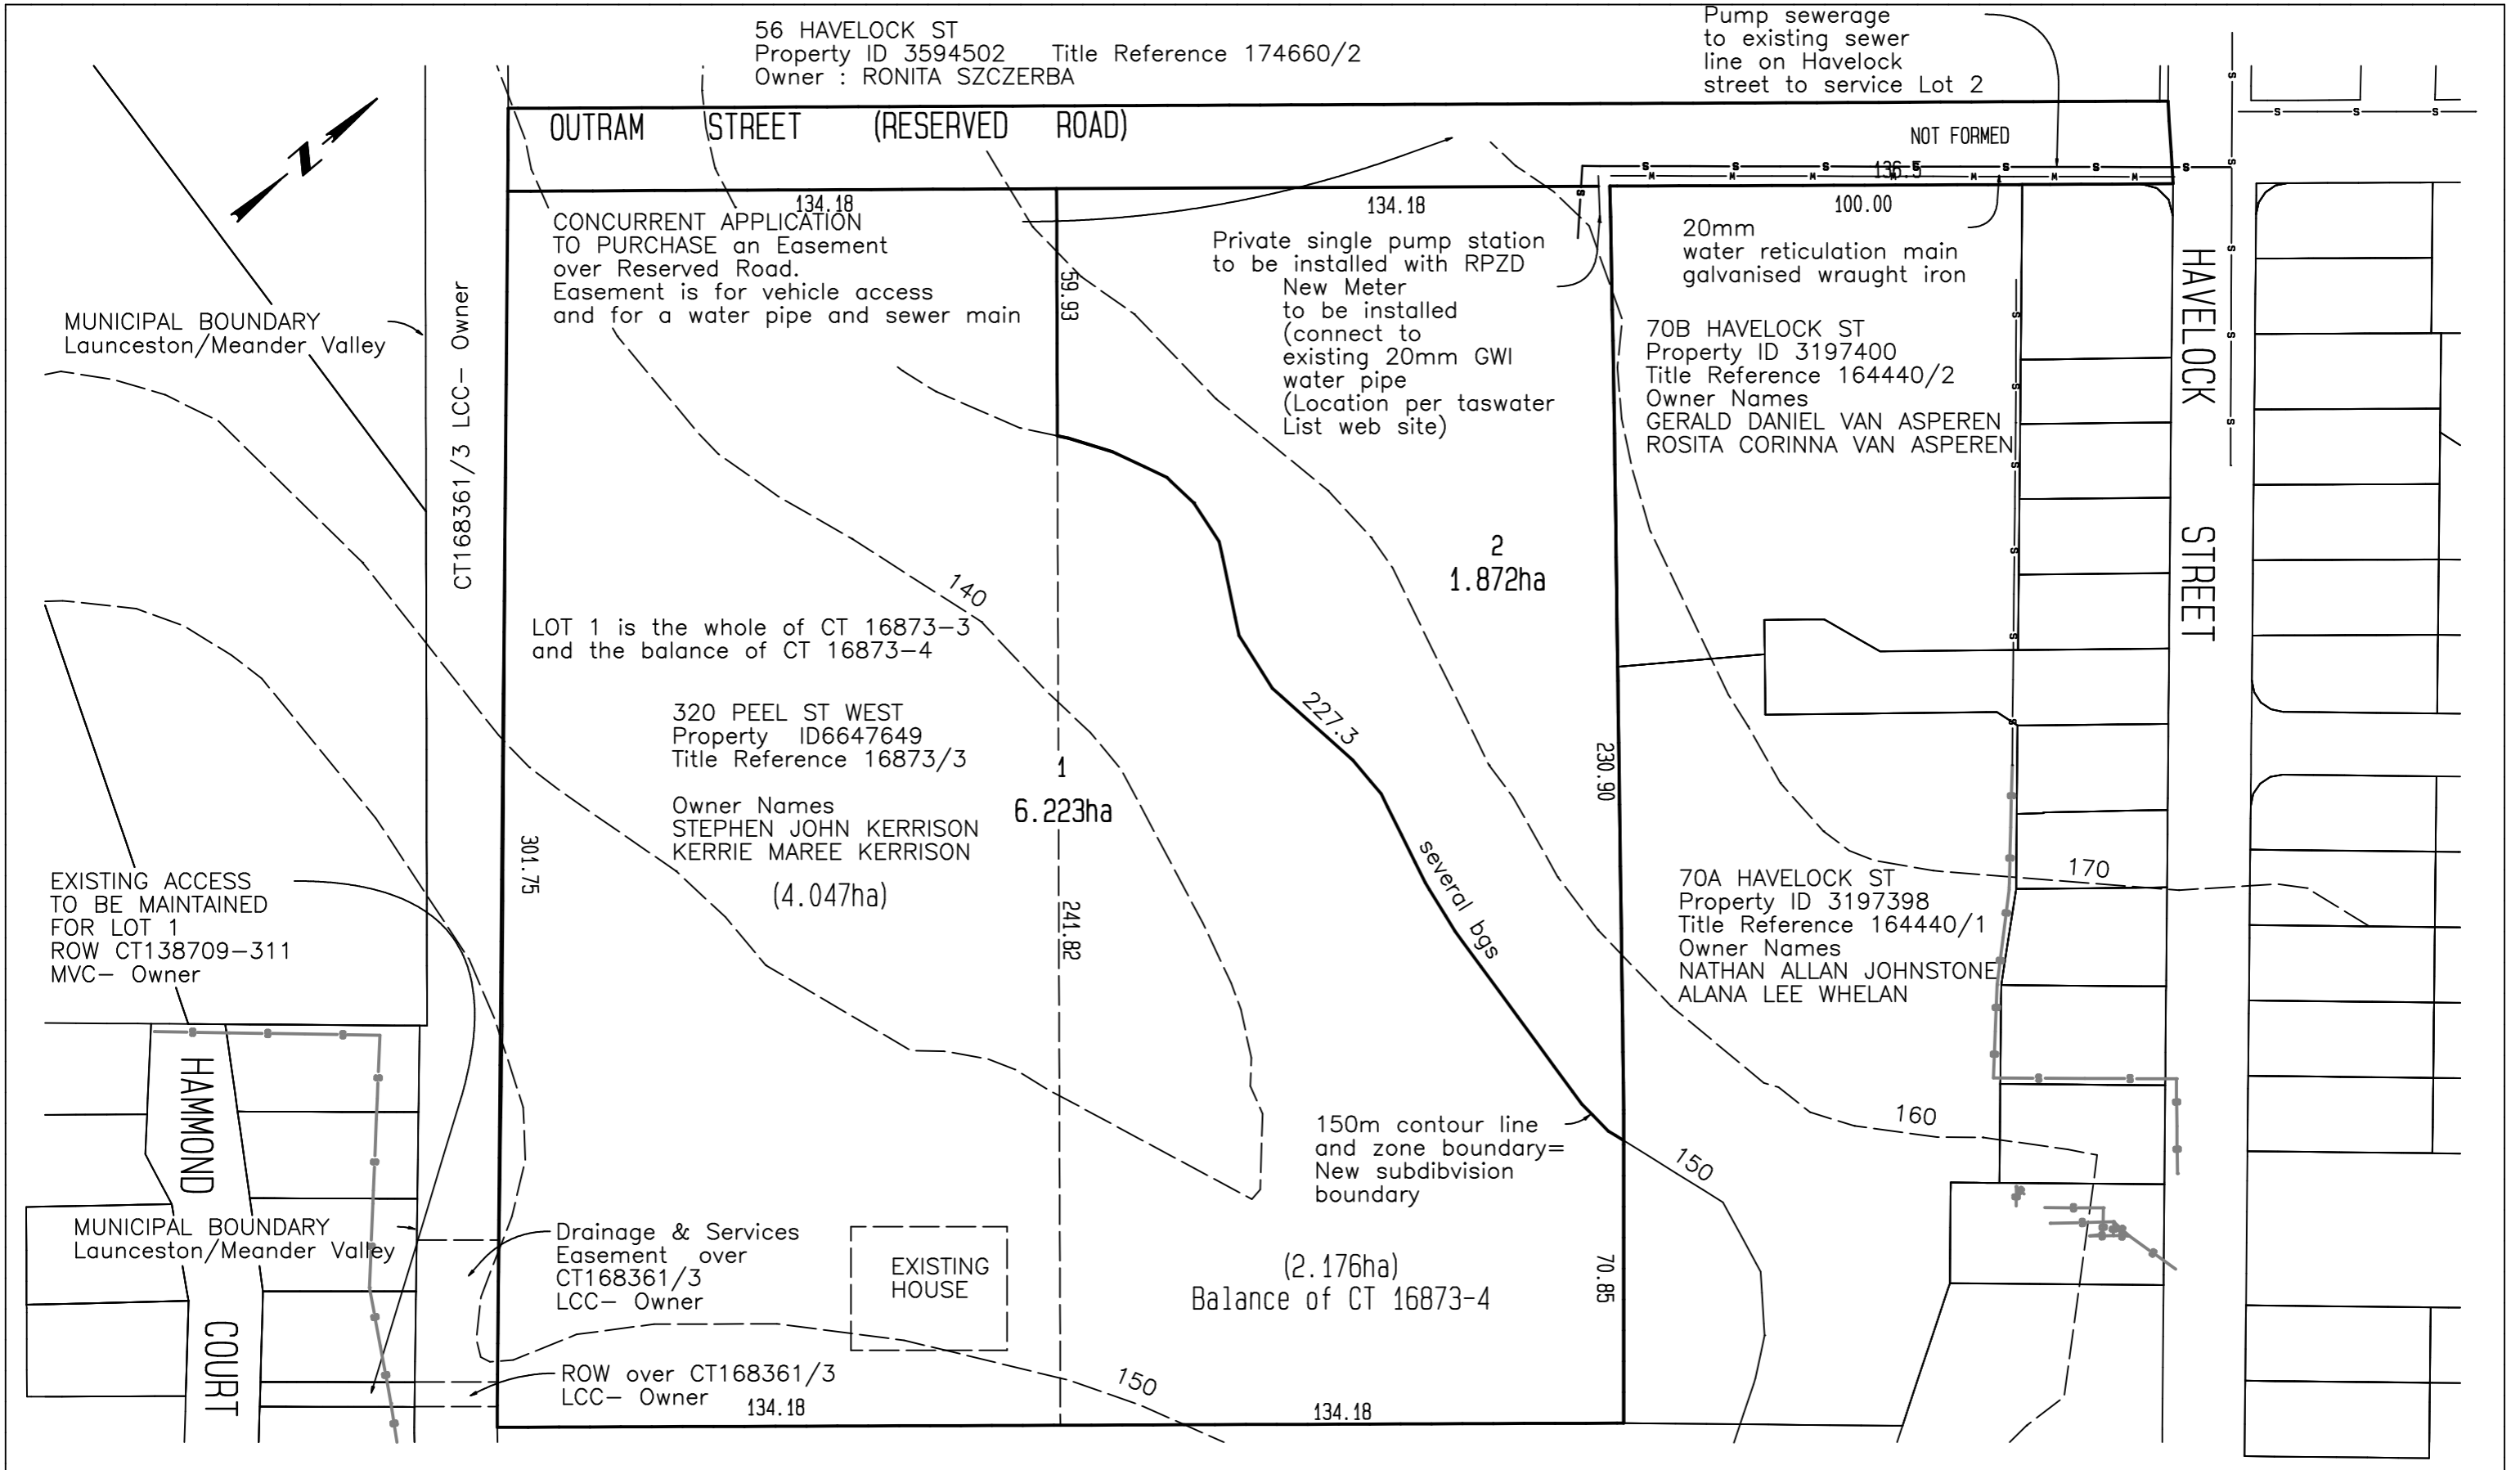 56 HAVELOCK ST
Property ID 3594502 Title Reference 174660/2
Owner : RONITA SZCZERBA
Pump sewerage
to existing sewer
line on Havelock
street to service Lot 2
OUTRAM STREET (RESERVED ROAD)
NOT FORMED
136.5
N
134.18
134.18
100.00
CONCURRENT APPLICATION
TO PURCHASE an Easement
over Reserved Road.
Easement is for vehicle access
and for a water pipe and sewer main
59.93
Private single pump station
to be installed with RPZD
New Meter
to be installed
(connect to
existing 20mm GWI
water pipe
(Location per taswater
List web site)
20mm
water reticulation main
galvanised wraught iron
70B HAVELOCK ST
Property ID 3197400
Title Reference 164440/2
Owner Names
GERALD DANIEL VAN ASPEREN
ROSITA CORINNA VAN ASPEREN
HAVELOCK STREET
MUNICIPAL BOUNDARY
Launceston/Meander Valley
CT168361/3 LCC- Owner
2
1.872ha
140
LOT 1 is the whole of CT 16873-3
and the balance of CT 16873-4
320 PEEL ST WEST
Property ID6647649
Title Reference 16873/3
Owner Names
STEPHEN JOHN KERRISON
KERRIE MAREE KERRISON
(4.047ha)
1
6.223ha
227.3
several bgs
230.90
301.75
241.82
EXISTING ACCESS
TO BE MAINTAINED
FOR LOT 1
ROW CT138709-311
MVC- Owner
70A HAVELOCK ST
Property ID 3197398
Title Reference 164440/1
Owner Names
NATHAN ALLAN JOHNSTONE
ALANA LEE WHELAN
170
160
150
150m contour line
and zone boundary=
New subdibvision
boundary
HAMMOND COURT
MUNICIPAL BOUNDARY
Launceston/Meander Valley
Drainage & Services
Easement over
CT168361/3
LCC- Owner
EXISTING
HOUSE
(2.176ha)
Balance of CT 16873-4
70.85
ROW over CT168361/3
LCC- Owner
134.18
150
134.18